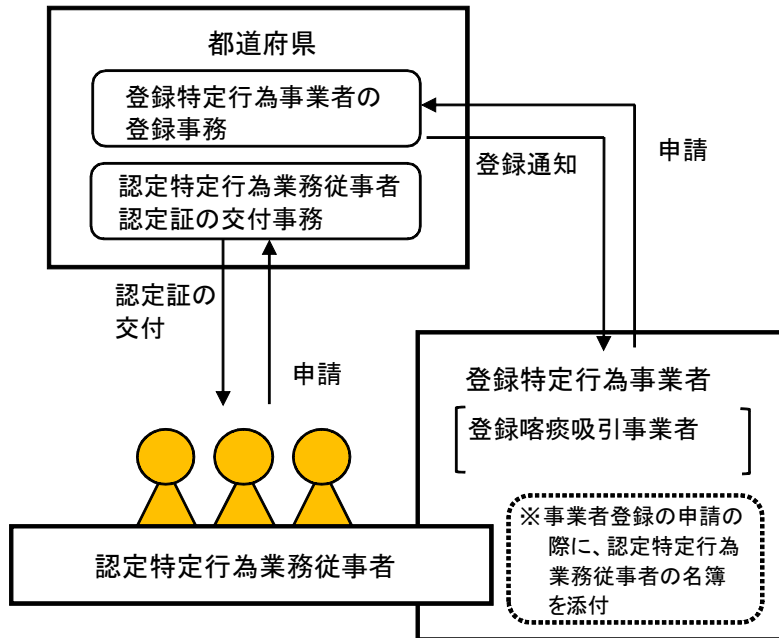 都道府県
登録特定行為事業者の
登録事務
認定特定行為業務従事者
認定証の交付事務
登録通知
申請
認定証の
交付
申請
登録特定行為事業者
登録喀痰吸引事業者
※事業者登録の申請の
際に、認定特定行為
業務従事者の名簿
を添付
認定特定行為業務従事者